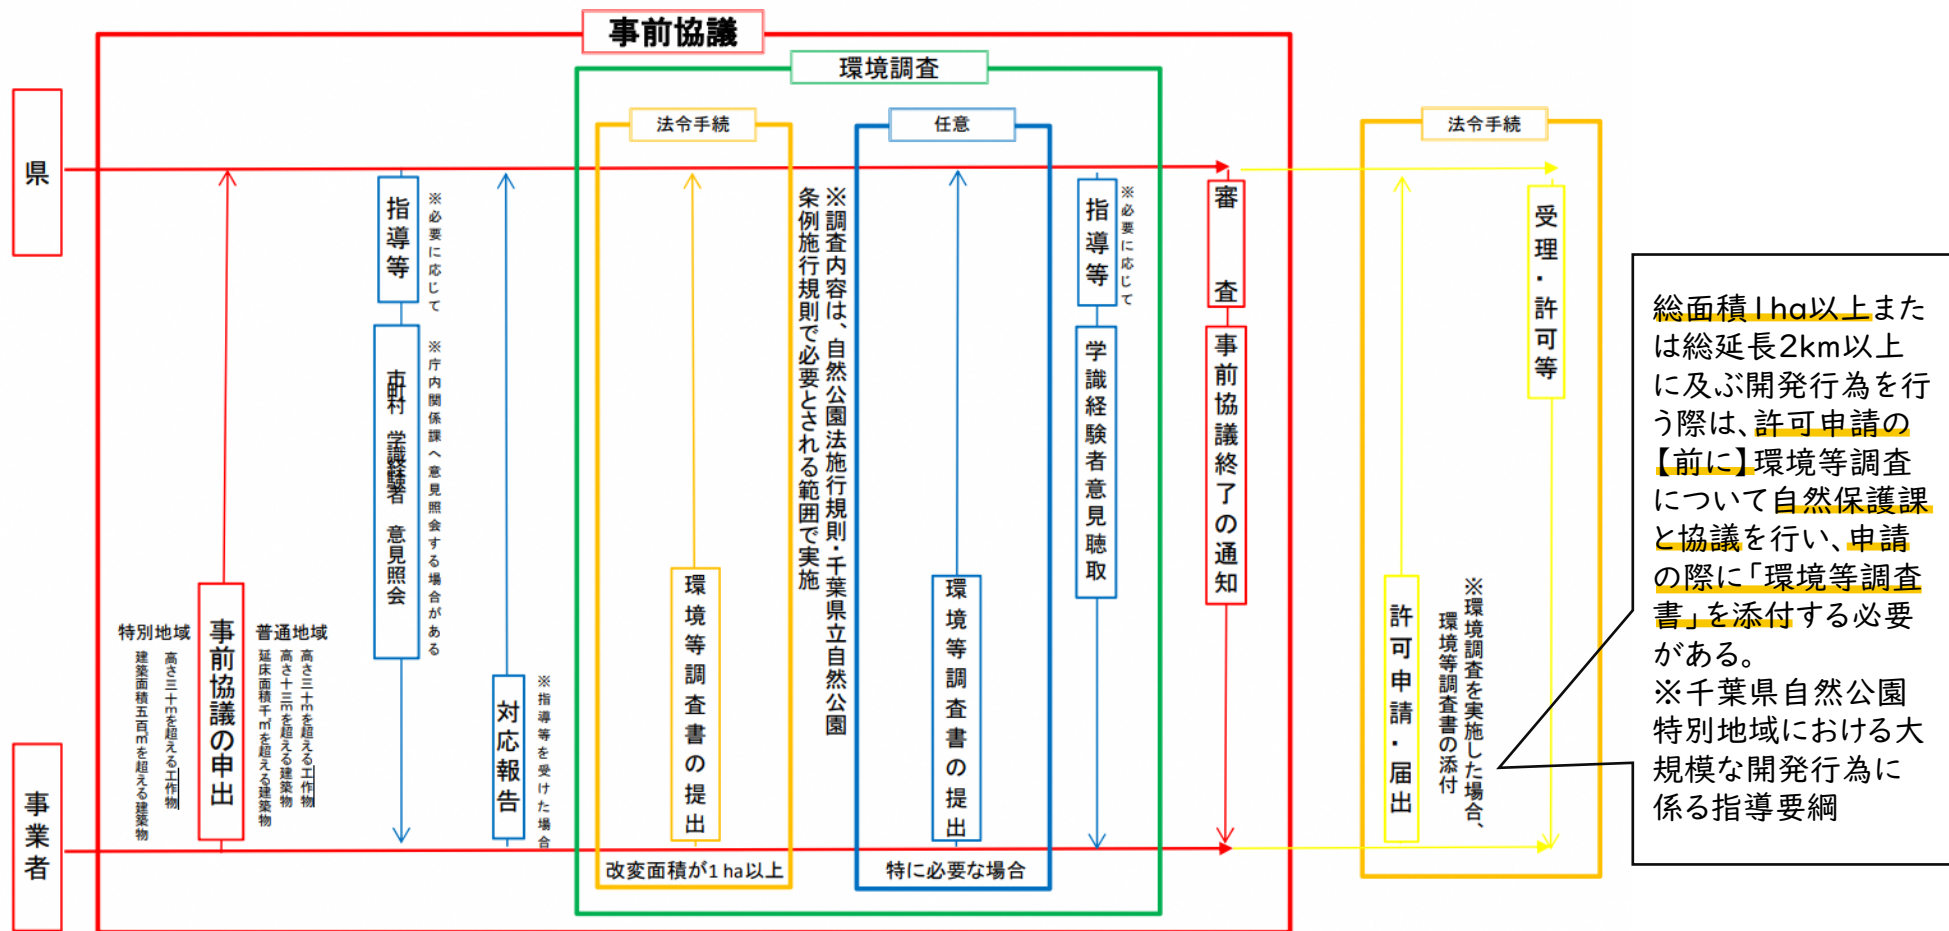 事前協議
環境調査
法令手続
任意
法令手続
県
事業者
特別地域
高さ三十mを超える工作物
建築面積五百㎡を超える建築物
事前協議の申出
普通地域
高さ三十mを超える工作物
高さ十三mを超える建築物
延床面積千㎡を超える建築物
指導等
※必要に応じて
市町村 学識経験者 意見照会
※庁内関係課へ意見照会する場合がある
対応報告
※指導等を受けた場合
環境等調査書の提出
改変面積が1ha以上
※調査内容は、自然公園法施行規則・千葉県立自然公園
条例施行規則で必要とされる範囲で実施
環境等調査書の提出
特に必要な場合
指導等
※必要に応じて
学識経験者意見聴取
審査
事前協議終了の通知
許可申請・届出
※環境調査を実施した場合、
環境等調査書の添付
受理・許可等
総面積1ha以上また
は総延長2km以上
に及ぶ開発行為を行
う際は、許可申請の
【前に】環境等調査
について自然保護課
と協議を行い、申請
の際に「環境等調査
書」を添付する必要
がある。
※千葉県自然公園
特別地域における大
規模な開発行為に
係る指導要綱